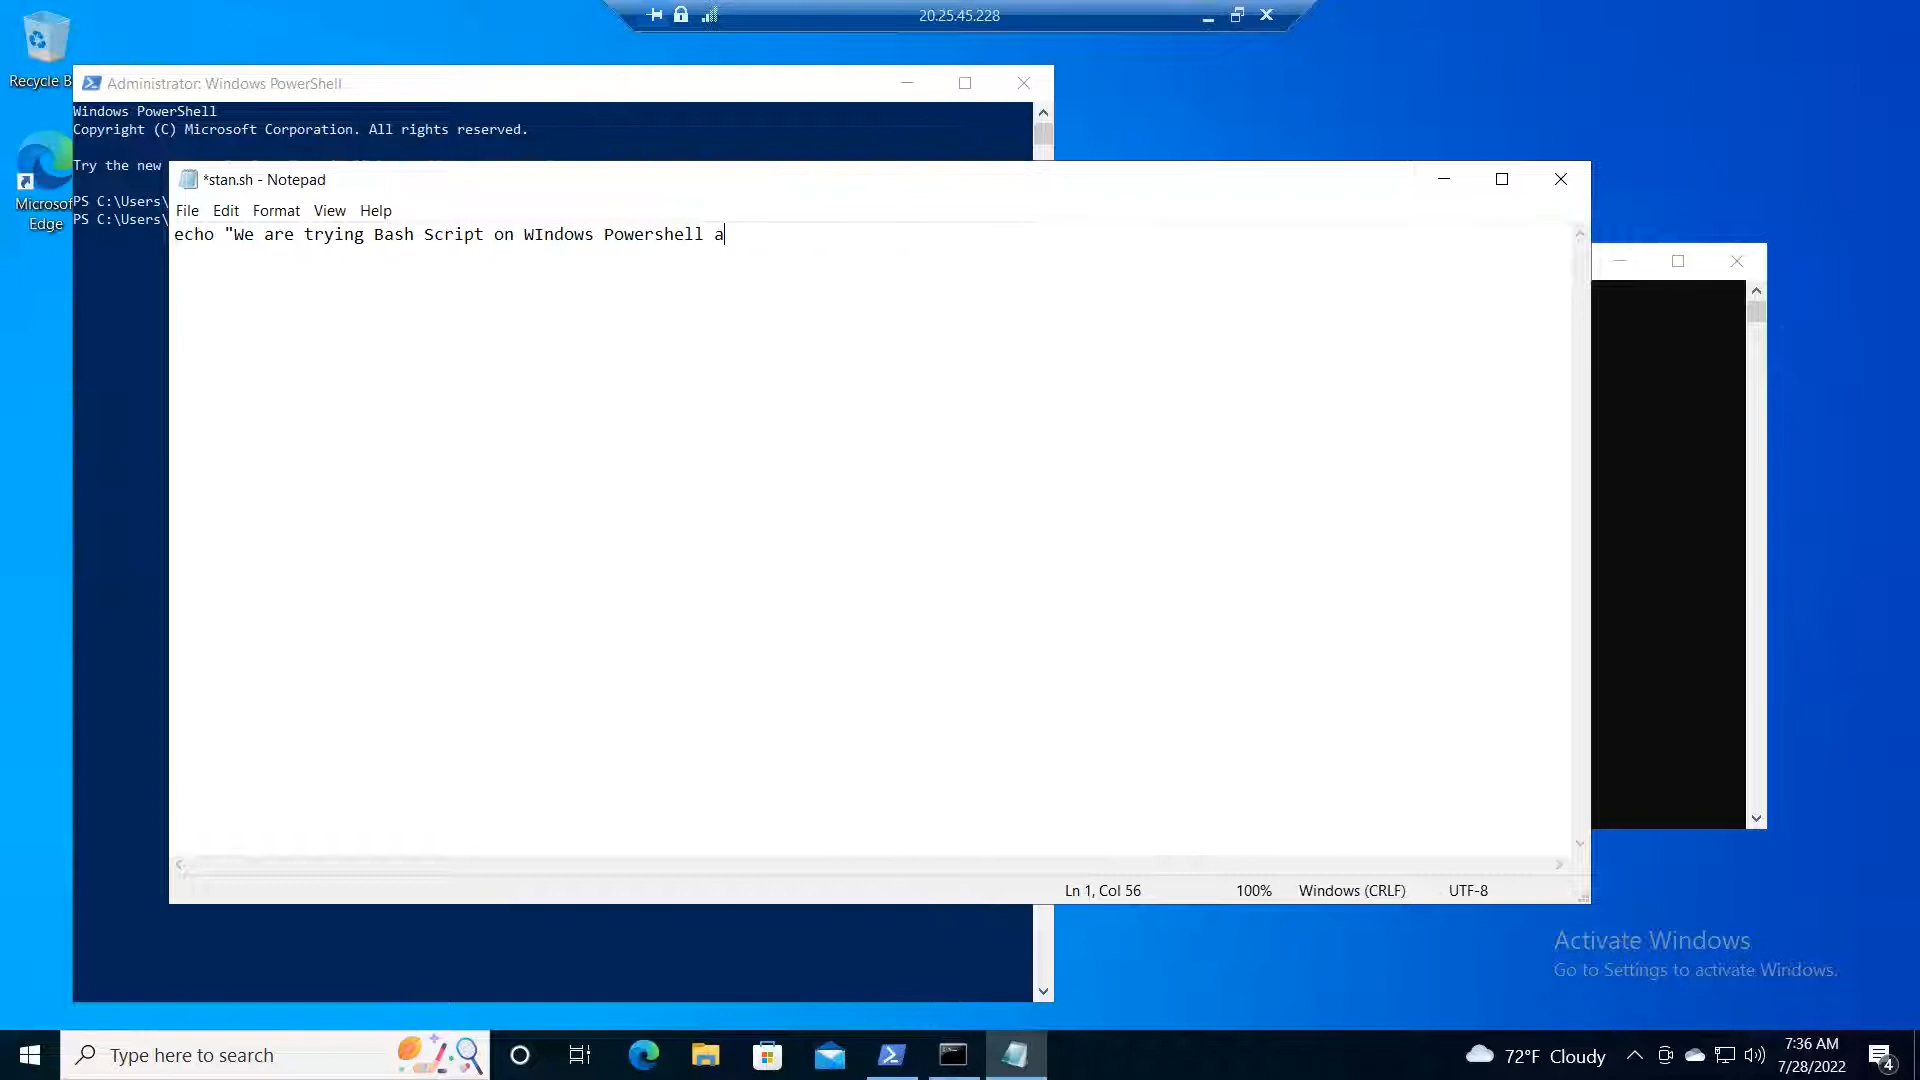 20.25.45.228
Recycle B
Administrator: Windows PowerShell
Windows PowerShell
Copyright (C) Microsoft Corporation. All rights reserved.
Try the new
PS C:\Users\
PS C:\Users\
Microsof
Edge
*stan.sh - Notepad
File Edit Format View Help
echo "We are trying Bash Script on WIndows Powershell a
Ln 1, Col 56 100% Windows (CRLF) UTF-8
Activate Windows
Go to Settings to activate Windows.
Type here to search
72°F Cloudy
7:36 AM
7/28/2022
4